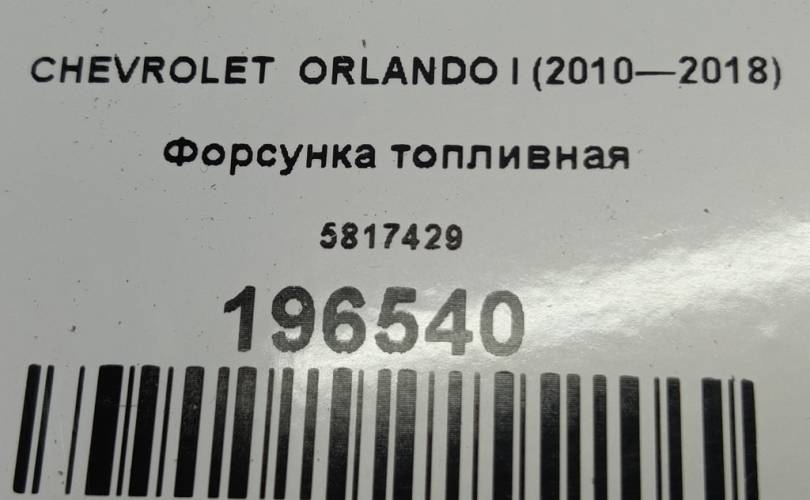 CHEVROLET ORLANDO I (2010—2018)
Форсунка топливная
5817429
196540